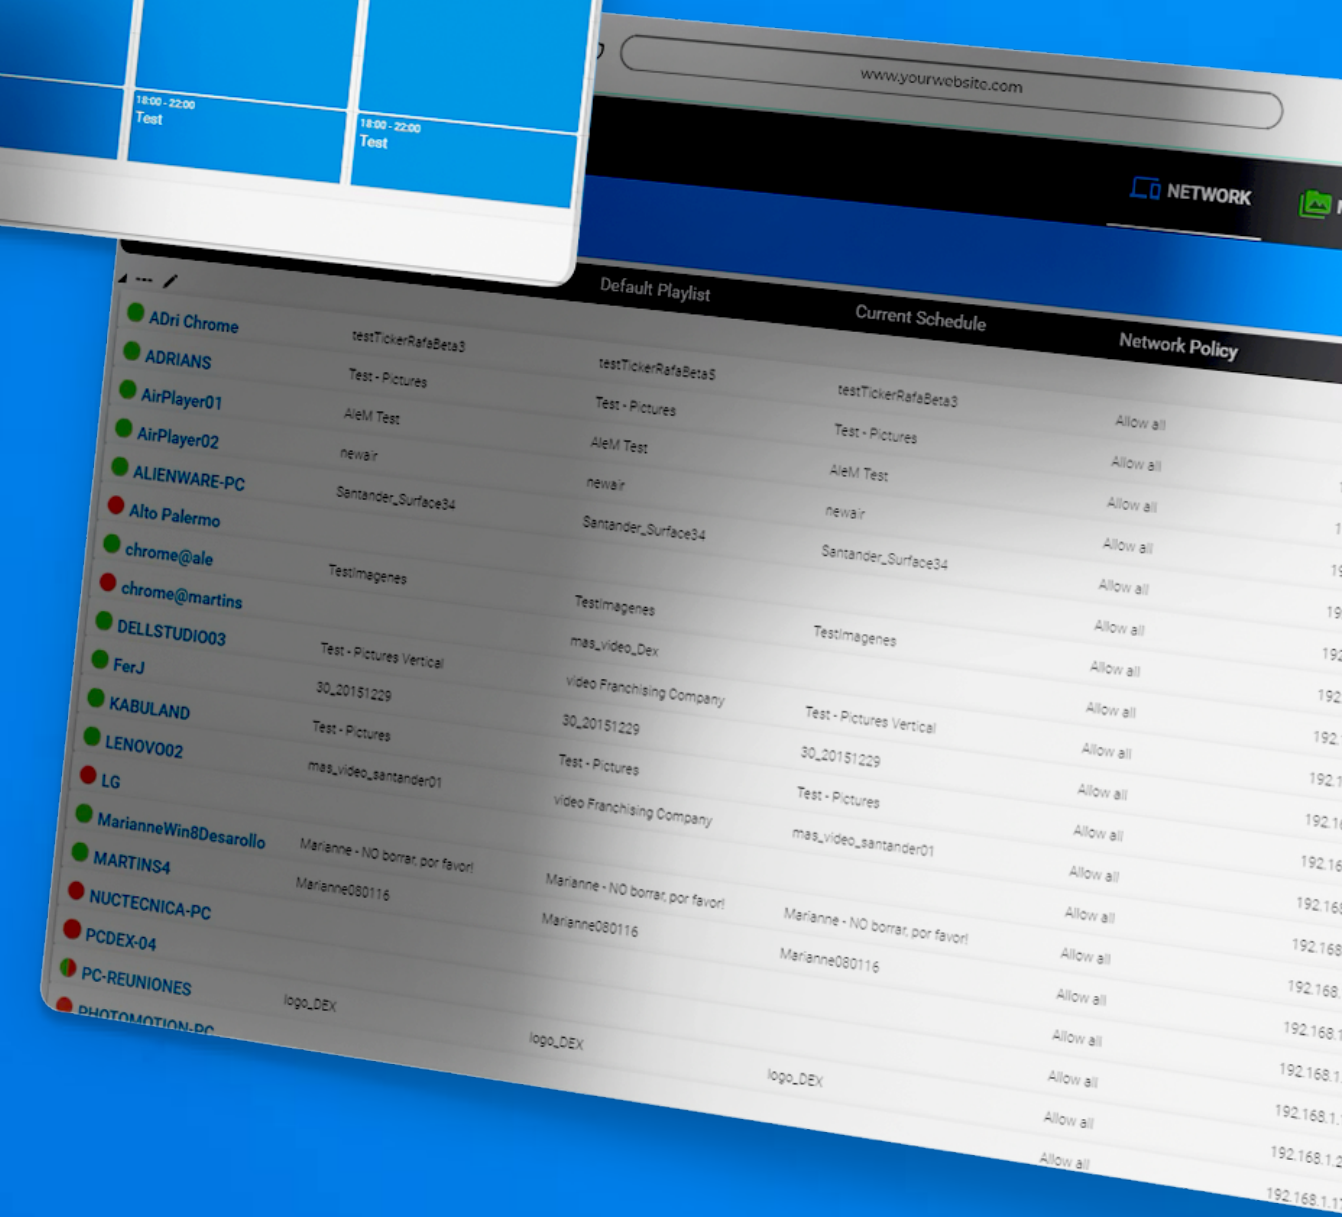 18:00 - 22:00
Test
18:00 - 22:00
Test
www.yourwebsite.com
NETWORK
Default Playlist
Current Schedule
Network Policy
---
ADri Chrome testTickerRafaBeta3 testTickerRafaBeta5 testTickerRafaBeta3 Allow all
ADRIANS Test - Pictures Test - Pictures Test - Pictures Allow all
AirPlayer01 AleM Test AleM Test AleM Test Allow all
AirPlayer02 newair newair newair Allow all
ALIENWARE-PC Santander_Surface34 Santander_Surface34 Santander_Surface34 Allow all
Alto Palermo Allow all
chrome@ale TestImagenes TestImagenes TestImagenes Allow all
chrome@martins mas_video_Dex Allow all
DELLSTUDIO03 Test - Pictures Vertical video Franchising Company Test - Pictures Vertical Allow all
FerJ 30_20151229 30_20151229 30_20151229 Allow all
KABULAND Test - Pictures Test - Pictures Test - Pictures Allow all
LENOVO02 mas_video_santander01 video Franchising Company mas_video_santander01 Allow all
LG Allow all
MarianneWin8Desarollo Marianne - NO borrar, por favor! Marianne - NO borrar, por favor! Marianne - NO borrar, por favor! Allow all
MARTINS4 Marianne080116 Marianne080116 Marianne080116 Allow all
NUCTECNICA-PC Allow all
PCDEX-04 Allow all
PC-REUNIONES logo_DEX logo_DEX logo_DEX Allow all
PHOTOMOTION-PC Allow all